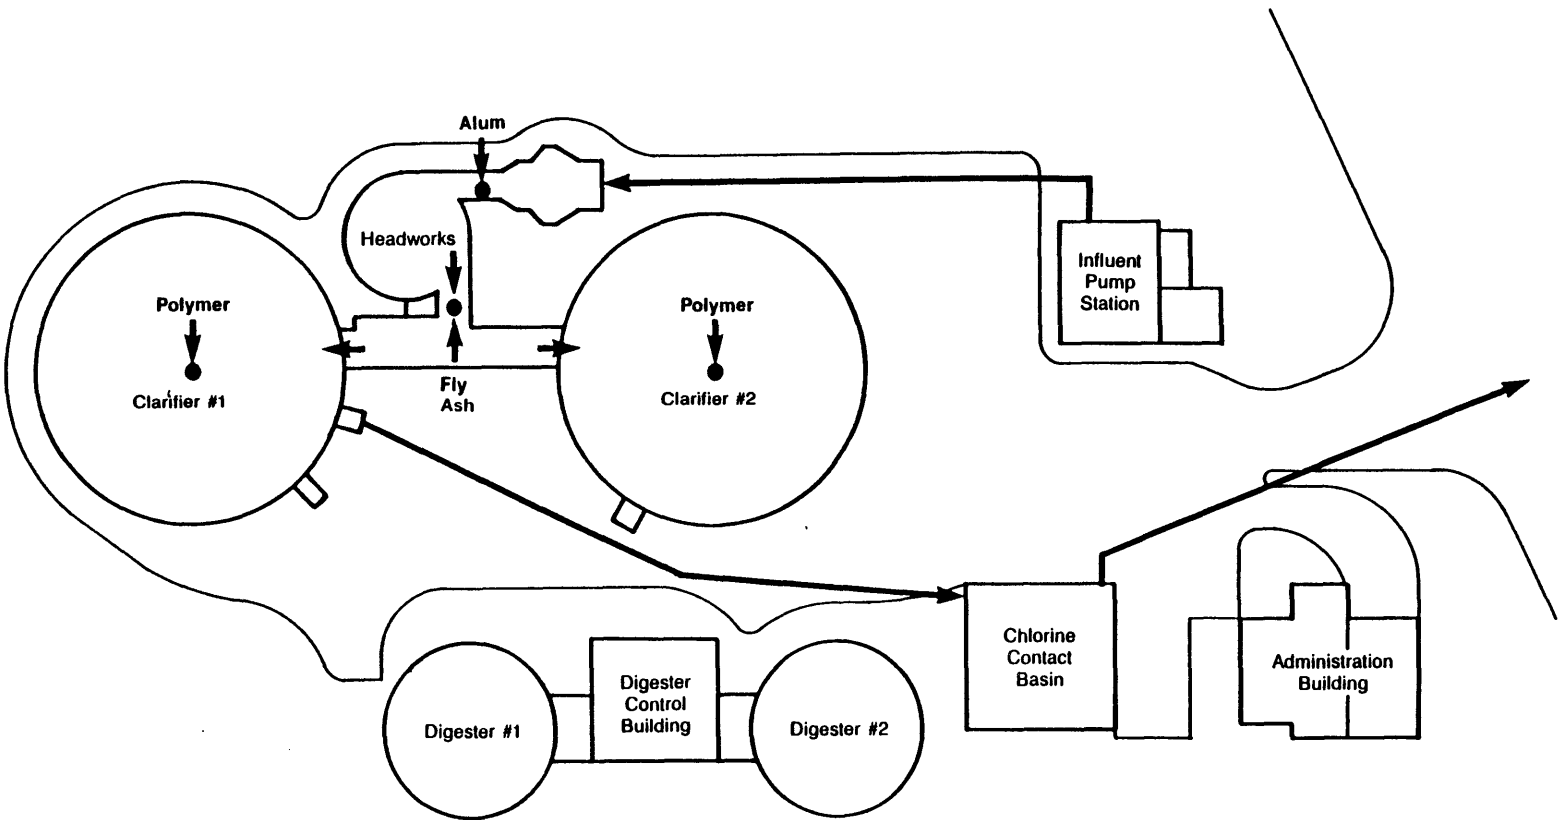 Alum
Headworks
Influent
Pump
Station
Polymer
Polymer
Clarifier #1
Fly
Ash
Clarifier #2
Chlorine
Contact
Basin
Administration
Building
Digester
Control
Building
Digester #1
Digester #2